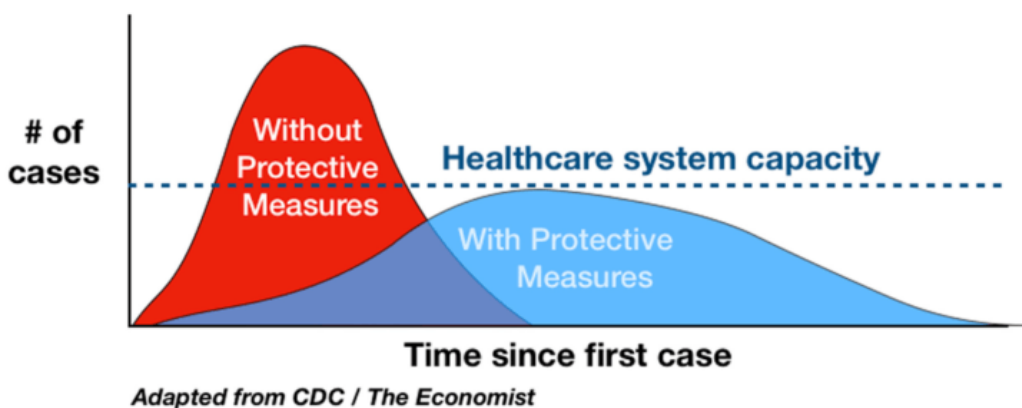 # of
cases
Without
Protective
Measures
Healthcare system capacity
With Protective
Measures
Time since first case
Adapted from CDC / The Economist